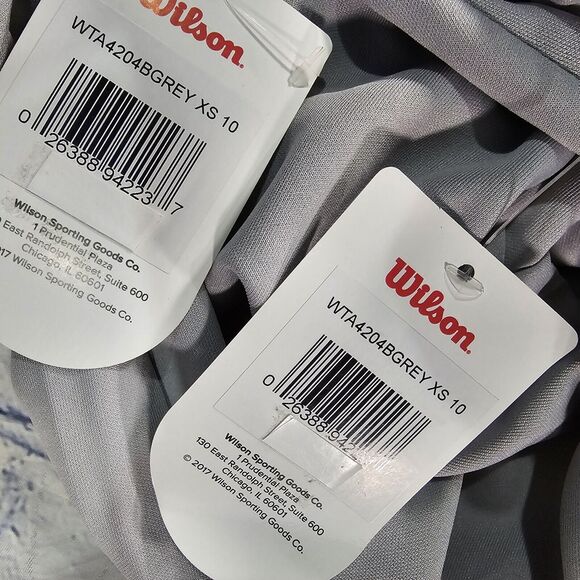 Wilson
WTA4204BGREY XS 10
0 26388 94223 7
Wilson Sporting Goods Co.
1 Prudential Plaza
East Randolph Street, Suite 600
Chicago, IL 60601
2017 Wilson Sporting Goods Co.
Wilson
WTA4204BGREY XS 10
0 26388
Wilson Sporting Goods Co.
1 Prudential Plaza
130 East Randolph Street, Suite 600
Chicago, IL 60601
© 2017 Wilson Sporting Goods Co.